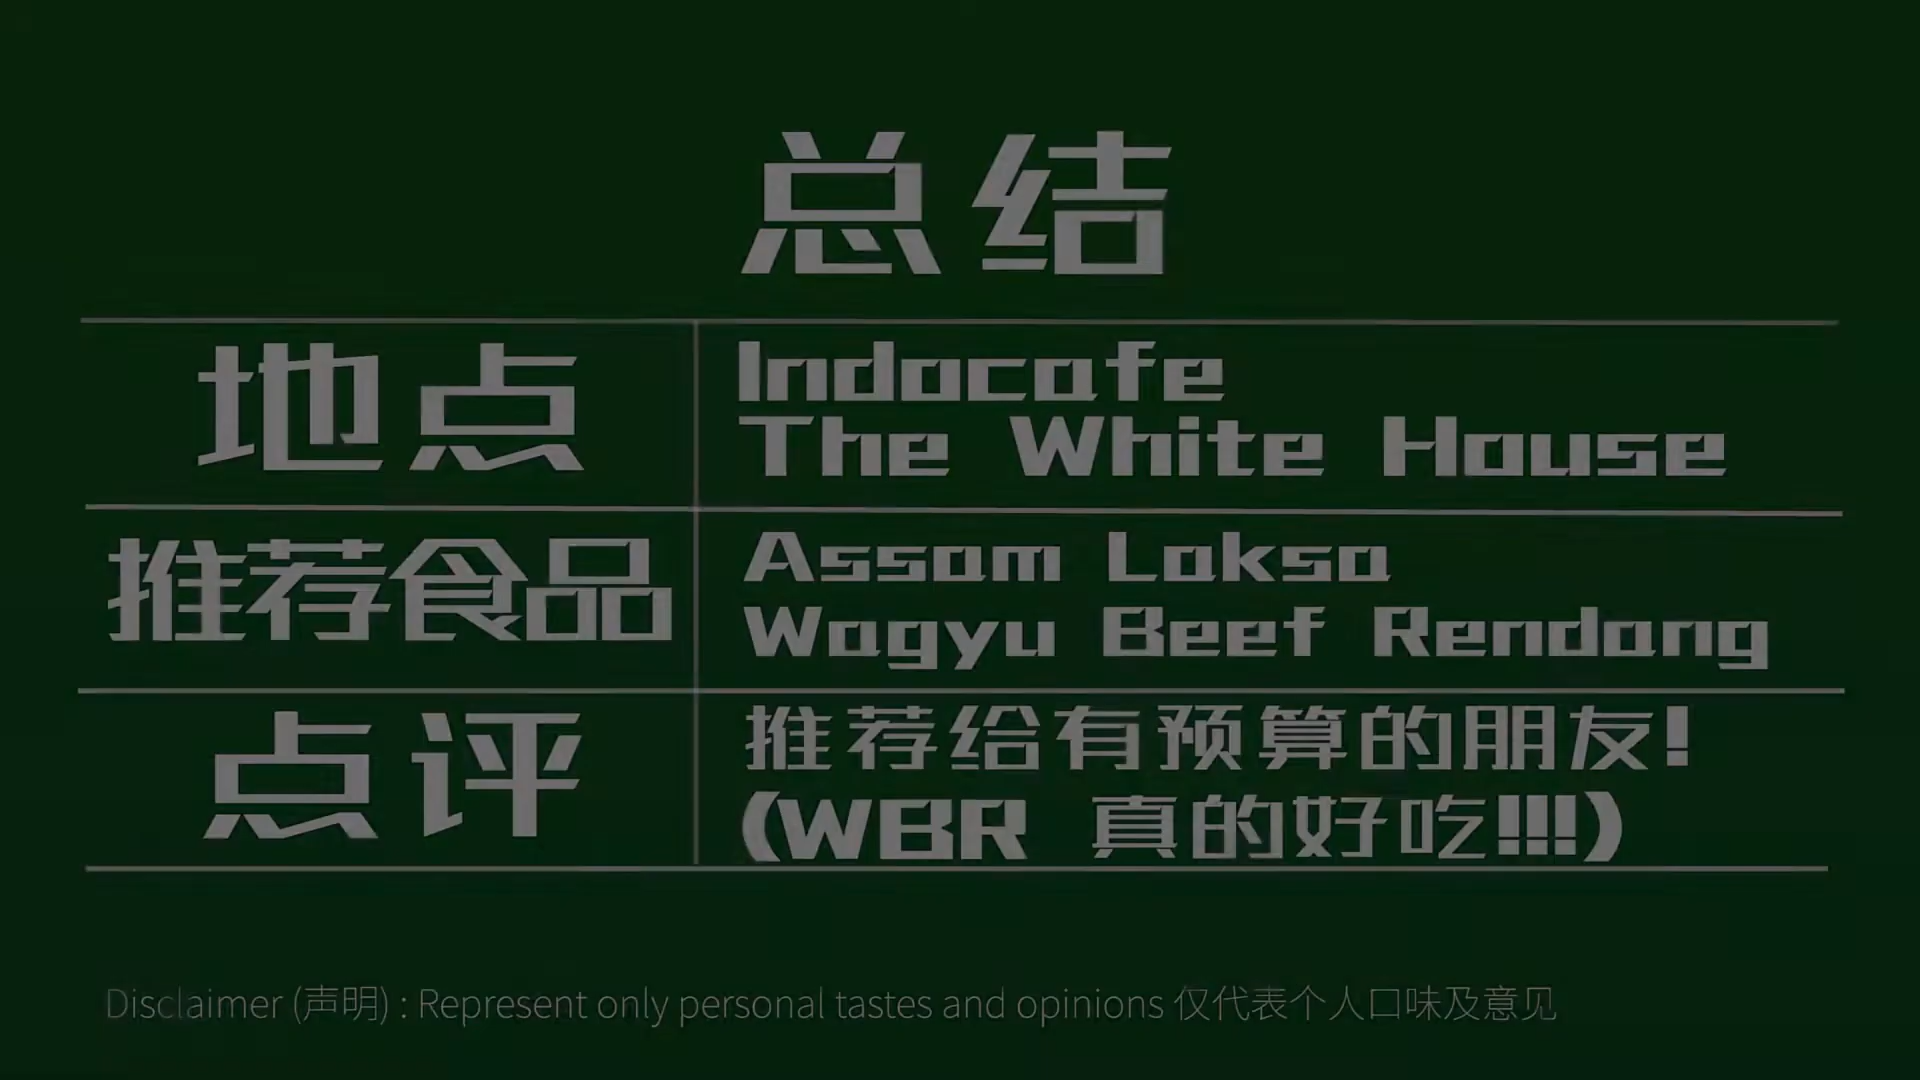 总结
地点
Indocafe
The White House
推荐食品
Assam Laksa
Wagyu Beef Rendang
点评
推荐给有预算的朋友!
(WBR 真的好吃!!!)
Disclaimer (声明) : Represent only personal tastes and opinions 仅代表个人口味及意见